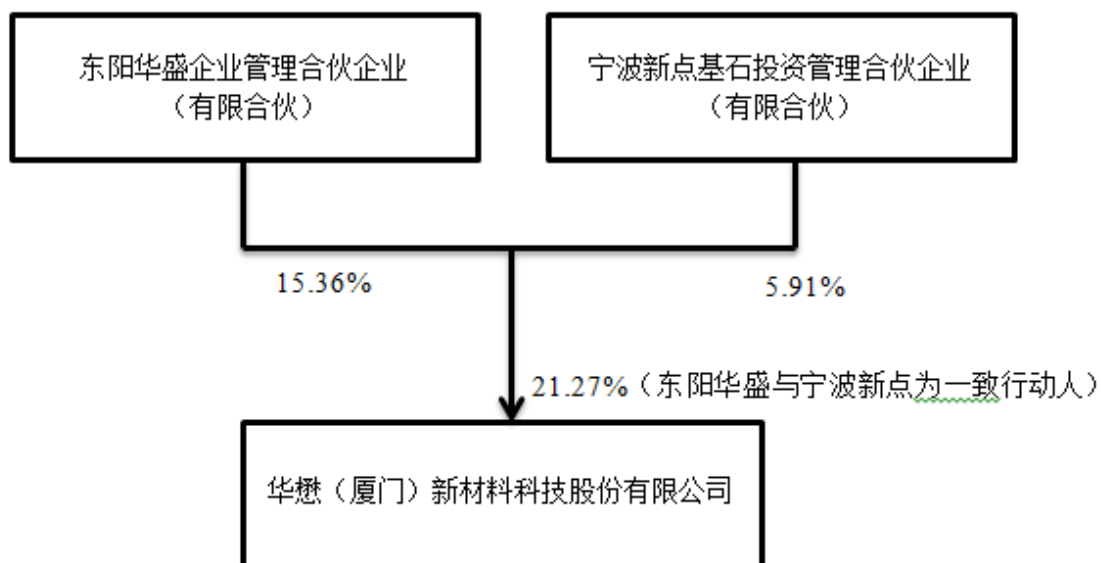 东阳华盛企业管理合伙企业
（有限合伙）
宁波新点基石投资管理合伙企业
（有限合伙）
15.36%
5.91%
21.27%（东阳华盛与宁波新点为一致行动人）
华懋（厦门）新材料科技股份有限公司